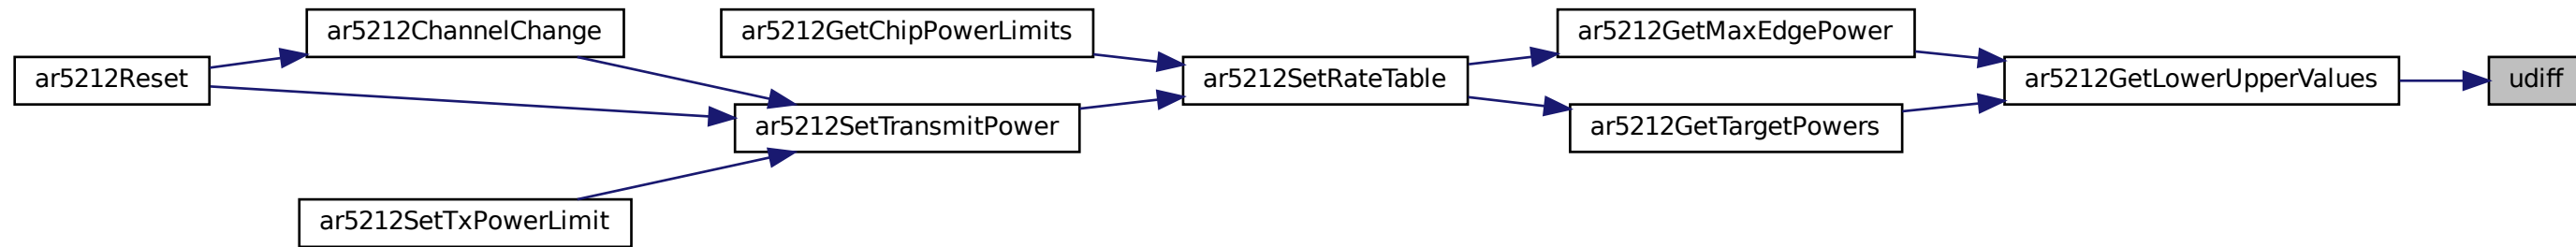 ar5212Reset
ar5212ChannelChange
ar5212SetTxPowerLimit
ar5212GetChipPowerLimits
ar5212SetTransmitPower
ar5212SetRateTable
ar5212GetMaxEdgePower
ar5212GetTargetPowers
ar5212GetLowerUpperValues
udiff